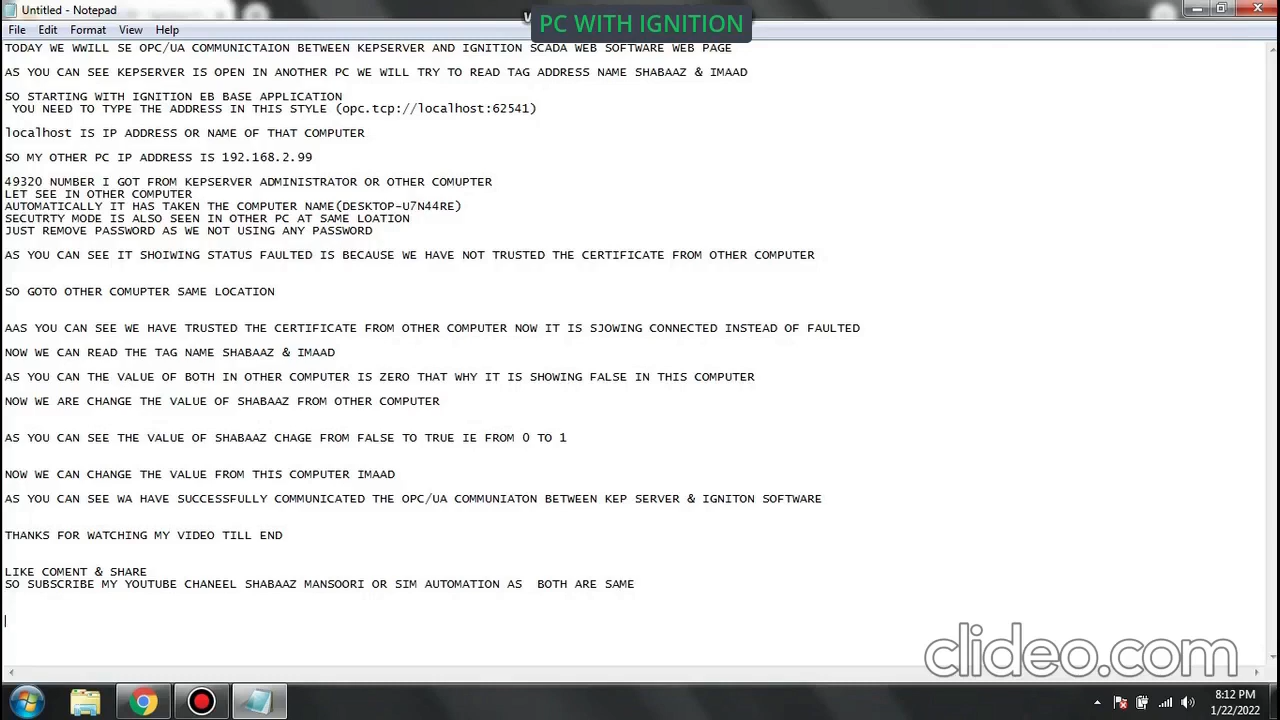 Untitled - Notepad
PC WITH IGNITION
File Edit Format View Help
TODAY WE WWILL SE OPC/UA COMMUNICTAION BETWEEN KEPSERVER AND IGNITION SCADA WEB SOFTWARE WEB PAGE
AS YOU CAN SEE KEPSERVER IS OPEN IN ANOTHER PC WE WILL TRY TO READ TAG ADDRESS NAME SHABAAZ & IMAAD
SO STARTING WITH IGNITION EB BASE APPLICATION
YOU NEED TO TYPE THE ADDRESS IN THIS STYLE (opc.tcp://localhost:62541)
localhost IS IP ADDRESS OR NAME OF THAT COMPUTER
SO MY OTHER PC IP ADDRESS IS 192.168.2.99
49320 NUMBER I GOT FROM KEPSERVER ADMINISTRATOR OR OTHER COMUPTER
LET SEE IN OTHER COMPUTER
AUTOMATICALLY IT HAS TAKEN THE COMPUTER NAME(DESKTOP-U7N44RE)
SECUTRTY MODE IS ALSO SEEN IN OTHER PC AT SAME LOATION
JUST REMOVE PASSWORD AS WE NOT USING ANY PASSWORD
AS YOU CAN SEE IT SHOIWING STATUS FAULTED IS BECAUSE WE HAVE NOT TRUSTED THE CERTIFICATE FROM OTHER COMPUTER
SO GOTO OTHER COMUPTER SAME LOCATION
AAS YOU CAN SEE WE HAVE TRUSTED THE CERTIFICATE FROM OTHER COMPUTER NOW IT IS SJOWING CONNECTED INSTEAD OF FAULTED
NOW WE CAN READ THE TAG NAME SHABAAZ & IMAAD
AS YOU CAN THE VALUE OF BOTH IN OTHER COMPUTER IS ZERO THAT WHY IT IS SHOWING FALSE IN THIS COMPUTER
NOW WE ARE CHANGE THE VALUE OF SHABAAZ FROM OTHER COMPUTER
AS YOU CAN SEE THE VALUE OF SHABAAZ CHAGE FROM FALSE TO TRUE IE FROM 0 TO 1
NOW WE CAN CHANGE THE VALUE FROM THIS COMPUTER IMAAD
AS YOU CAN SEE WA HAVE SUCCESSFULLY COMMUNICATED THE OPC/UA COMMUNIATON BETWEEN KEP SERVER & IGNITON SOFTWARE
THANKS FOR WATCHING MY VIDEO TILL END
LIKE COMENT & SHARE
SO SUBSCRIBE MY YOUTUBE CHANEEL SHABAAZ MANSOORI OR SIM AUTOMATION AS  BOTH ARE SAME
clideo.com
8:12 PM
1/22/2022